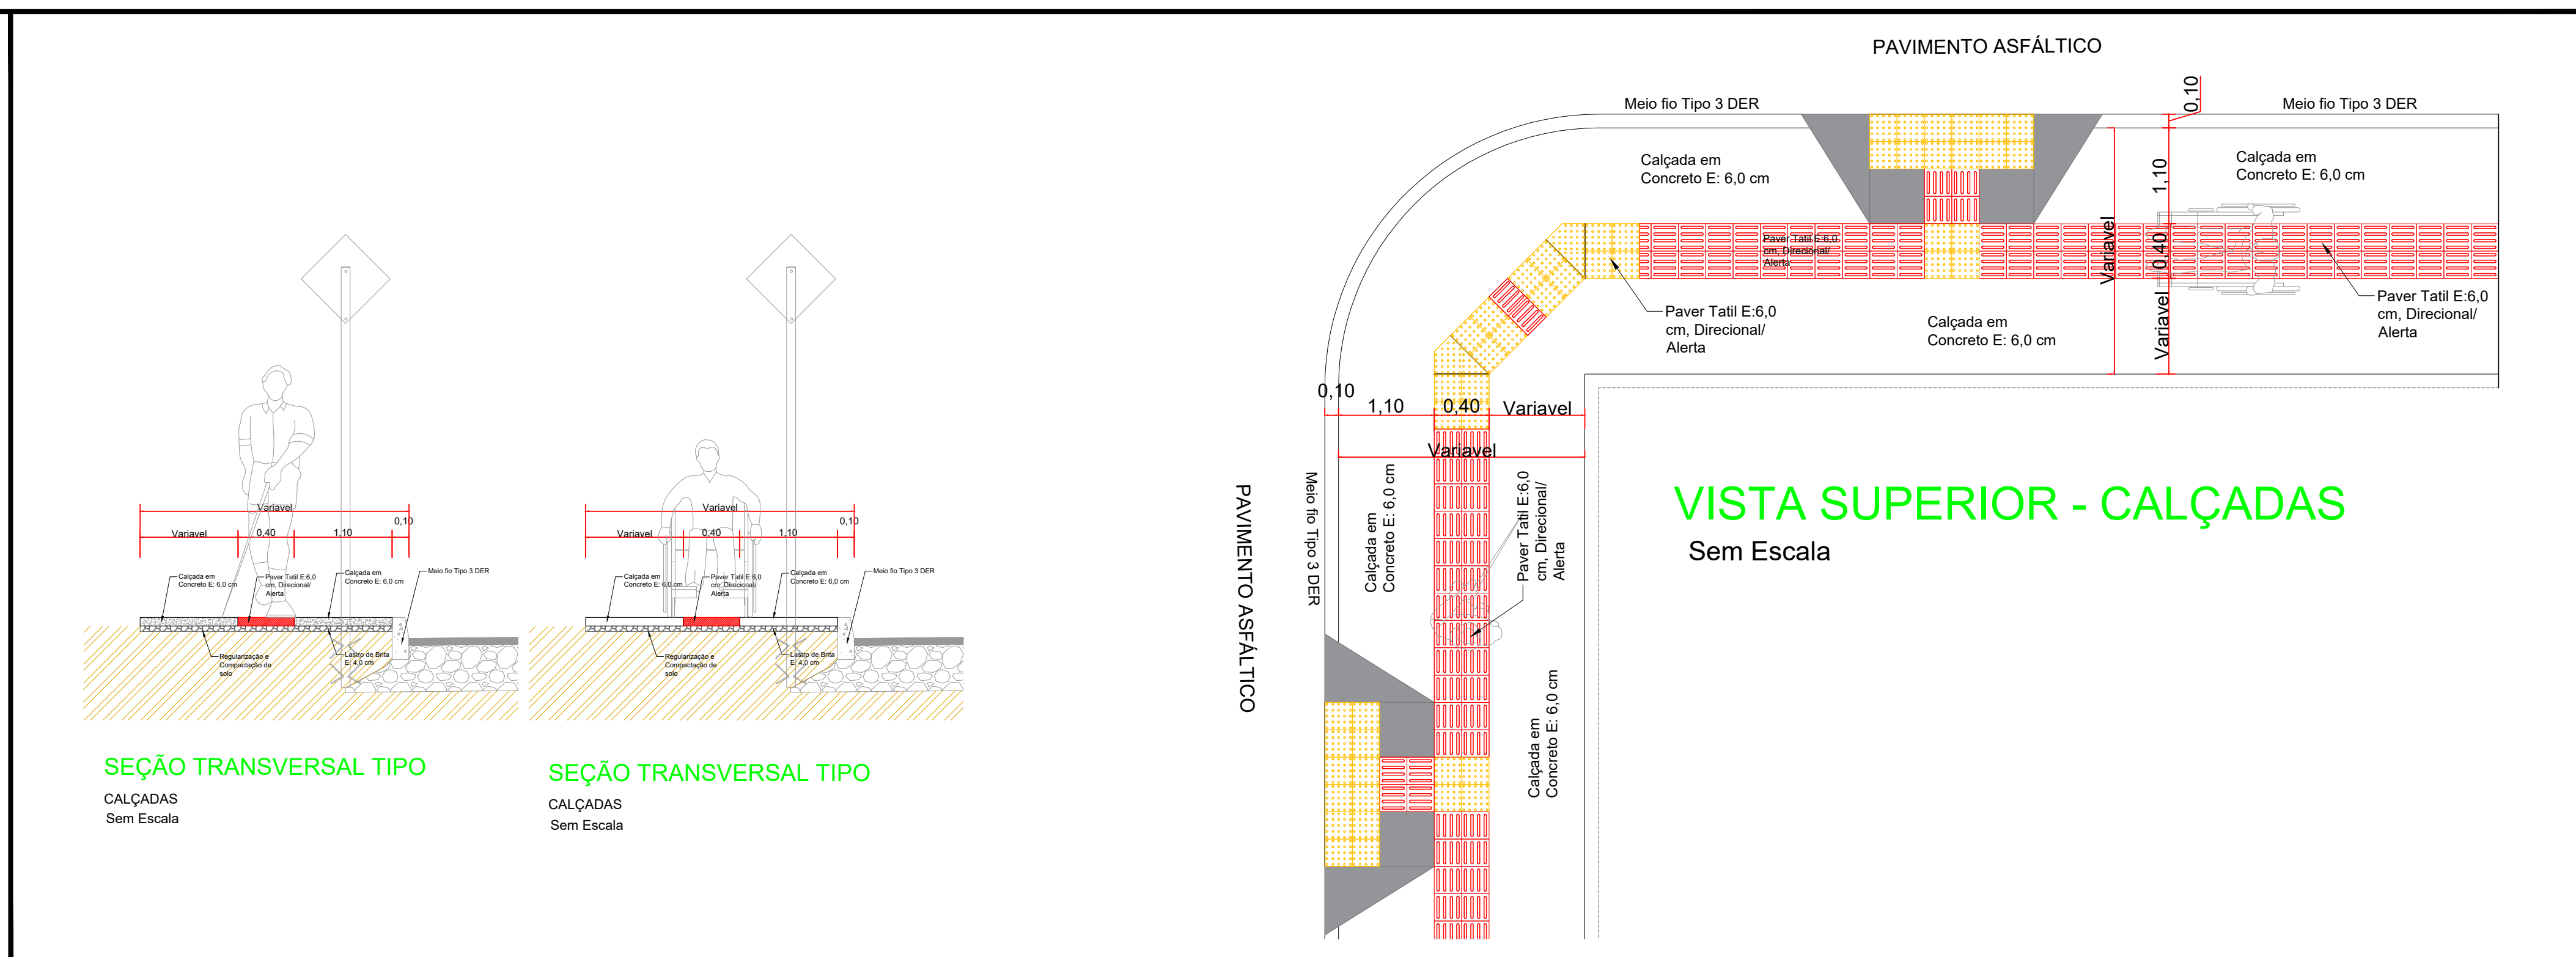 PAVIMENTO ASFÁLTICO
0,10
Meio fio Tipo 3 DER
Meio fio Tipo 3 DER
Calçada em
Concreto E: 6,0 cm
1,10
Calçada em
Concreto E: 6,0 cm
Variavel
0,40
Variavel
Paver Tatil E:6,0
cm, Direcional/
Alerta
Paver Tatil E:6,0
cm, Direcional/
Alerta
Calçada em
Concreto E: 6,0 cm
Paver Tatil E:6,0
cm, Direcional/
Alerta
0,10
1,10
0,40
Variavel
Variavel
PAVIMENTO ASFÁLTICO
Meio fio Tipo 3 DER
Calçada em
Concreto E: 6,0 cm
Paver Tatil E:6,0
cm, Direcional/
Alerta
Calçada em
Concreto E: 6,0 cm
VISTA SUPERIOR - CALÇADAS
Sem Escala
Variavel
0,10
Variavel
0,40
1,10
Calçada em
Concreto E: 6,0 cm
Paver Tatil E:6,0
cm, Direcional/
Alerta
Calçada em
Concreto E: 6,0 cm
Meio fio Tipo 3 DER
Regularização e
Compactação de
solo
Lastro de Brita
E: 4,0 cm
SEÇÃO TRANSVERSAL TIPO
CALÇADAS
Sem Escala
Variavel
0,10
Variavel
0,40
1,10
Calçada em
Concreto E: 6,0 cm
Paver Tatil E:6,0
cm, Direcional/
Alerta
Calçada em
Concreto E: 6,0 cm
Meio fio Tipo 3 DER
Regularização e
Compactação de
solo
Lastro de Brita
E: 4,0 cm
SEÇÃO TRANSVERSAL TIPO
CALÇADAS
Sem Escala